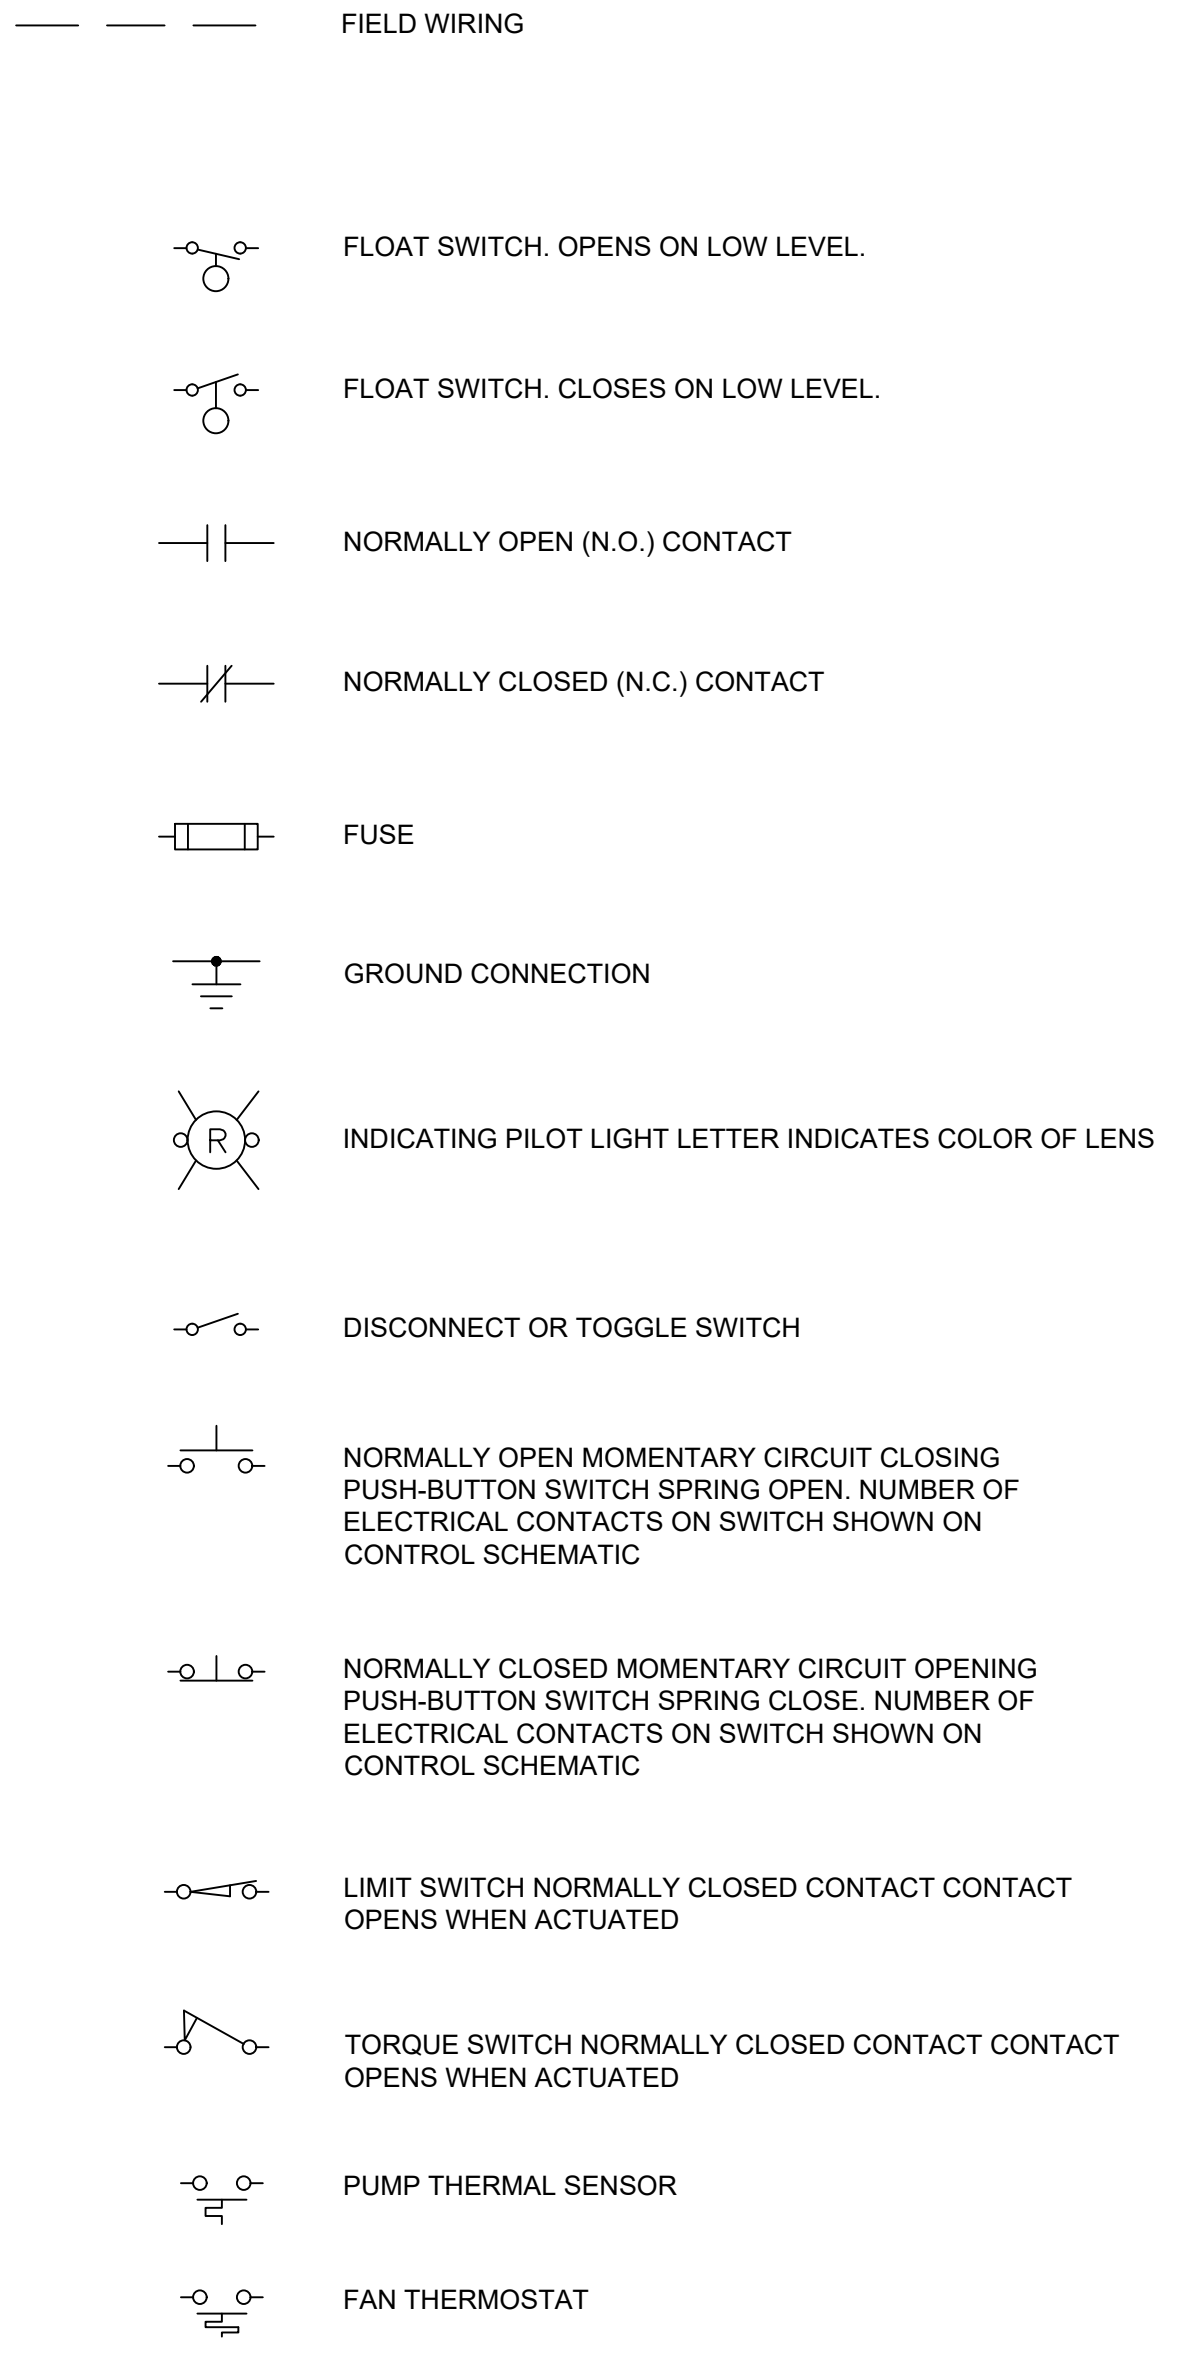 FIELD WIRING
FLOAT SWITCH. OPENS ON LOW LEVEL.
FLOAT SWITCH. CLOSES ON LOW LEVEL.
NORMALLY OPEN (N.O.) CONTACT
NORMALLY CLOSED (N.C.) CONTACT
FUSE
GROUND CONNECTION
R
INDICATING PILOT LIGHT LETTER INDICATES COLOR OF LENS
DISCONNECT OR TOGGLE SWITCH
NORMALLY OPEN MOMENTARY CIRCUIT CLOSING
PUSH-BUTTON SWITCH SPRING OPEN. NUMBER OF
ELECTRICAL CONTACTS ON SWITCH SHOWN ON
CONTROL SCHEMATIC
NORMALLY CLOSED MOMENTARY CIRCUIT OPENING
PUSH-BUTTON SWITCH SPRING CLOSE. NUMBER OF
ELECTRICAL CONTACTS ON SWITCH SHOWN ON
CONTROL SCHEMATIC
LIMIT SWITCH NORMALLY CLOSED CONTACT CONTACT
OPENS WHEN ACTUATED
TORQUE SWITCH NORMALLY CLOSED CONTACT CONTACT
OPENS WHEN ACTUATED
PUMP THERMAL SENSOR
FAN THERMOSTAT